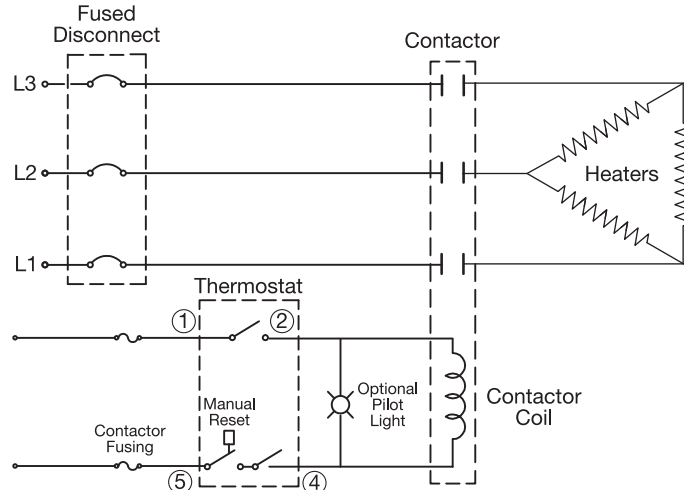 Fused
Disconnect
Contactor
L3
L2
Heaters
L1
Thermostat
① ②
Optional
Pilot
Light
Contactor
Coil
Manual
Reset
Contactor
Fusing
⑤ ④